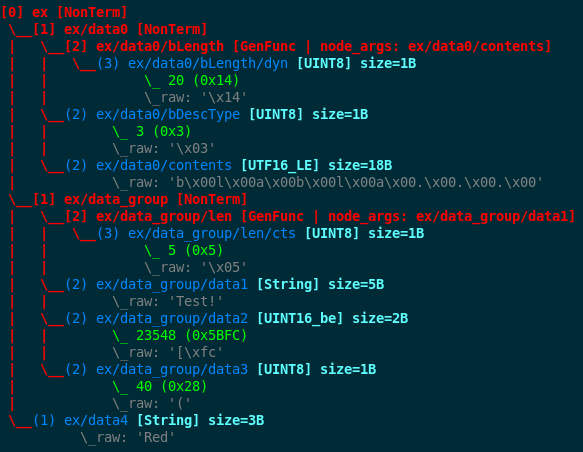 [0] ex [NonTerm]
 \__[1] ex/data0 [NonTerm]
 |   \__[2] ex/data0/bLength [GenFunc | node_args: ex/data0/contents]
 |   |   \__(3) ex/data0/bLength/dyn [UINT8] size=1B
 |   |            \_ 20 (0x14)
 |   |            \_raw: '\x14'
 |   \__(2) ex/data0/bDescType [UINT8] size=1B
 |   |        \_ 3 (0x3)
 |   |        \_raw: '\x03'
 |   \__(2) ex/data0/contents [UTF16_LE] size=18B
 |            \_raw: 'b\x00l\x00a\x00b\x00l\x00a\x00.\x00.\x00.\x00'
 \__[1] ex/data_group [NonTerm]
 |   \__[2] ex/data_group/len [GenFunc | node_args: ex/data_group/data1]
 |   |   \__(3) ex/data_group/len/cts [UINT8] size=1B
 |   |            \_ 5 (0x5)
 |   |            \_raw: '\x05'
 |   \__(2) ex/data_group/data1 [String] size=5B
 |   |        \_raw: 'Test!'
 |   \__(2) ex/data_group/data2 [UINT16_be] size=2B
 |   |        \_ 23548 (0x5BFC)
 |   |        \_raw: '[\xfc'
 |   \__(2) ex/data_group/data3 [UINT8] size=1B
 |            \_ 40 (0x28)
 |            \_raw: '('
 \__(1) ex/data4 [String] size=3B
          \_raw: 'Red'